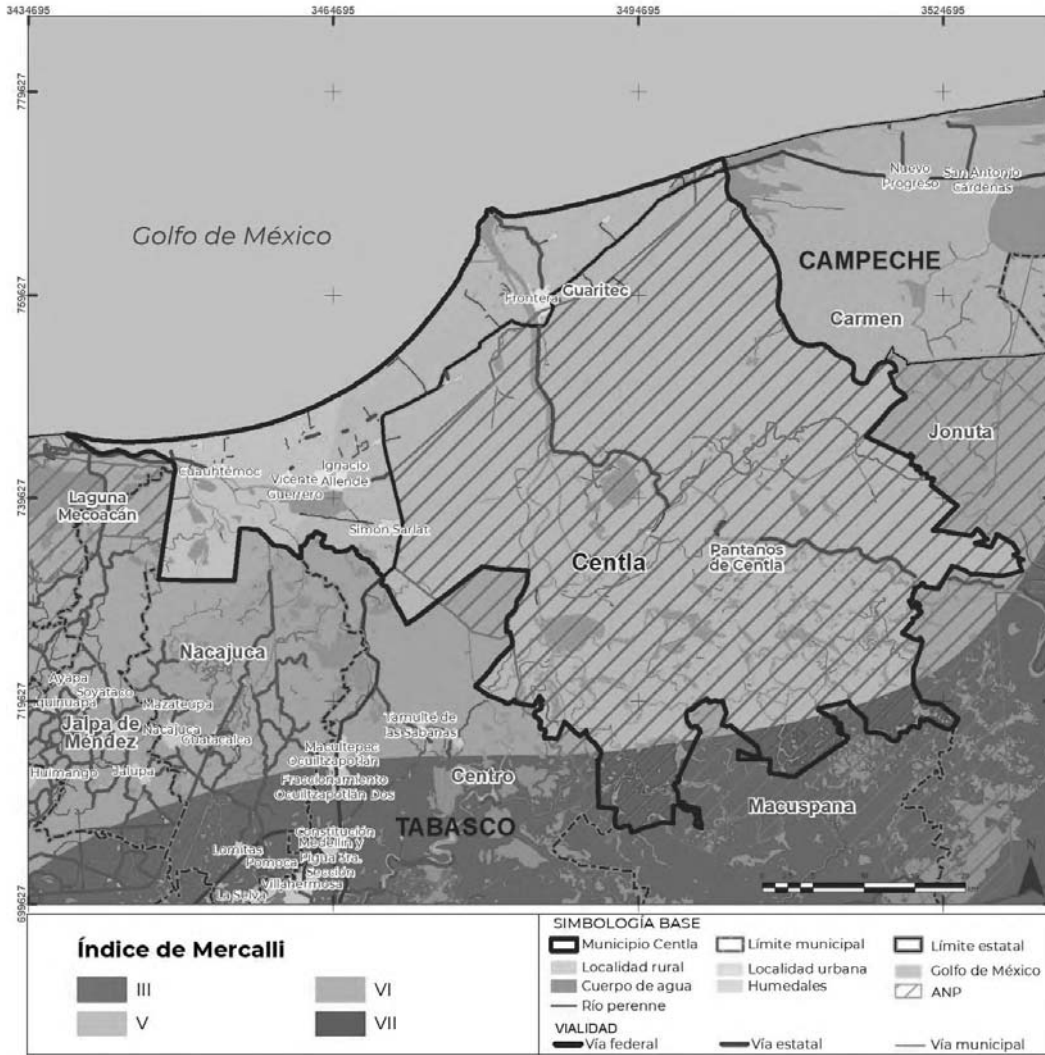 3434695
3464695
3494695
3524695
779627
759627
739627
719627
699627
Golfo de México
Nuevo
Progreso
San Antonio
Cárdenas
CAMPECHE
Carmen
Frontera
Guaritec
Jonuta
Cuauhtémoc
Vicente
Guerrero
Ignacio
Allende
Simón Sarlat
Laguna
Mecoacán
Centla
Pantanos
de Centla
Nacajuca
Ayapa
Soyataco
quinuapa
Mazateupa
Jalpa de
Méndez
Nacajuca
Guatacalca
Huimango
Jalupa
Tamulté de
las Sabanas
Macultepec
Ocuiltzapotlán
Fraccionamiento
Ocuiltzapotlán Dos
Centro
TABASCO
Macuspana
Constitución
Medellín y
Pigua 3ra.
Sección
Lomitas
Pomoca
Villahermosa
La Selva
N
Índice de Mercalli
III
V
VI
VII
SIMBOLOGÍA BASE
Municipio Centla
Límite municipal
Límite estatal
Localidad rural
Localidad urbana
Golfo de México
Cuerpo de agua
Humedales
ANP
Río perenne
VIALIDAD
Vía federal
Vía estatal
Vía municipal